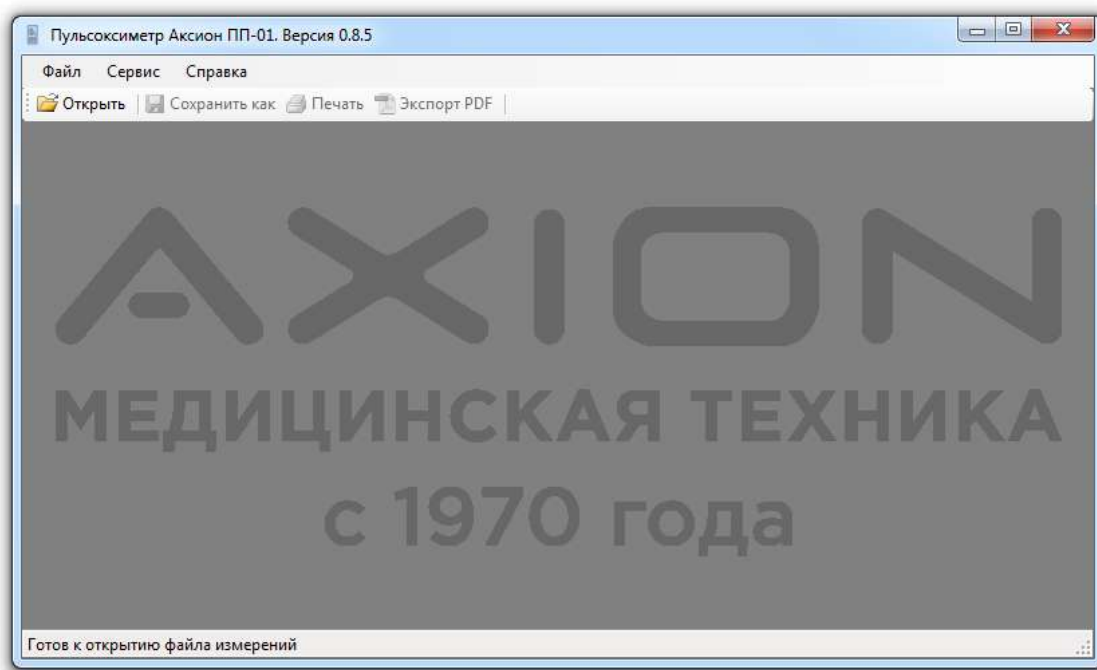 Пульсоксиметр Аксион ПП-01. Версия 0.8.5
Файл Сервис Справка
Открыть Сохранить как Печать Экспорт PDF
AXION
МЕДИЦИНСКАЯ ТЕХНИКА
с 1970 года
Готов к открытию файла измерений